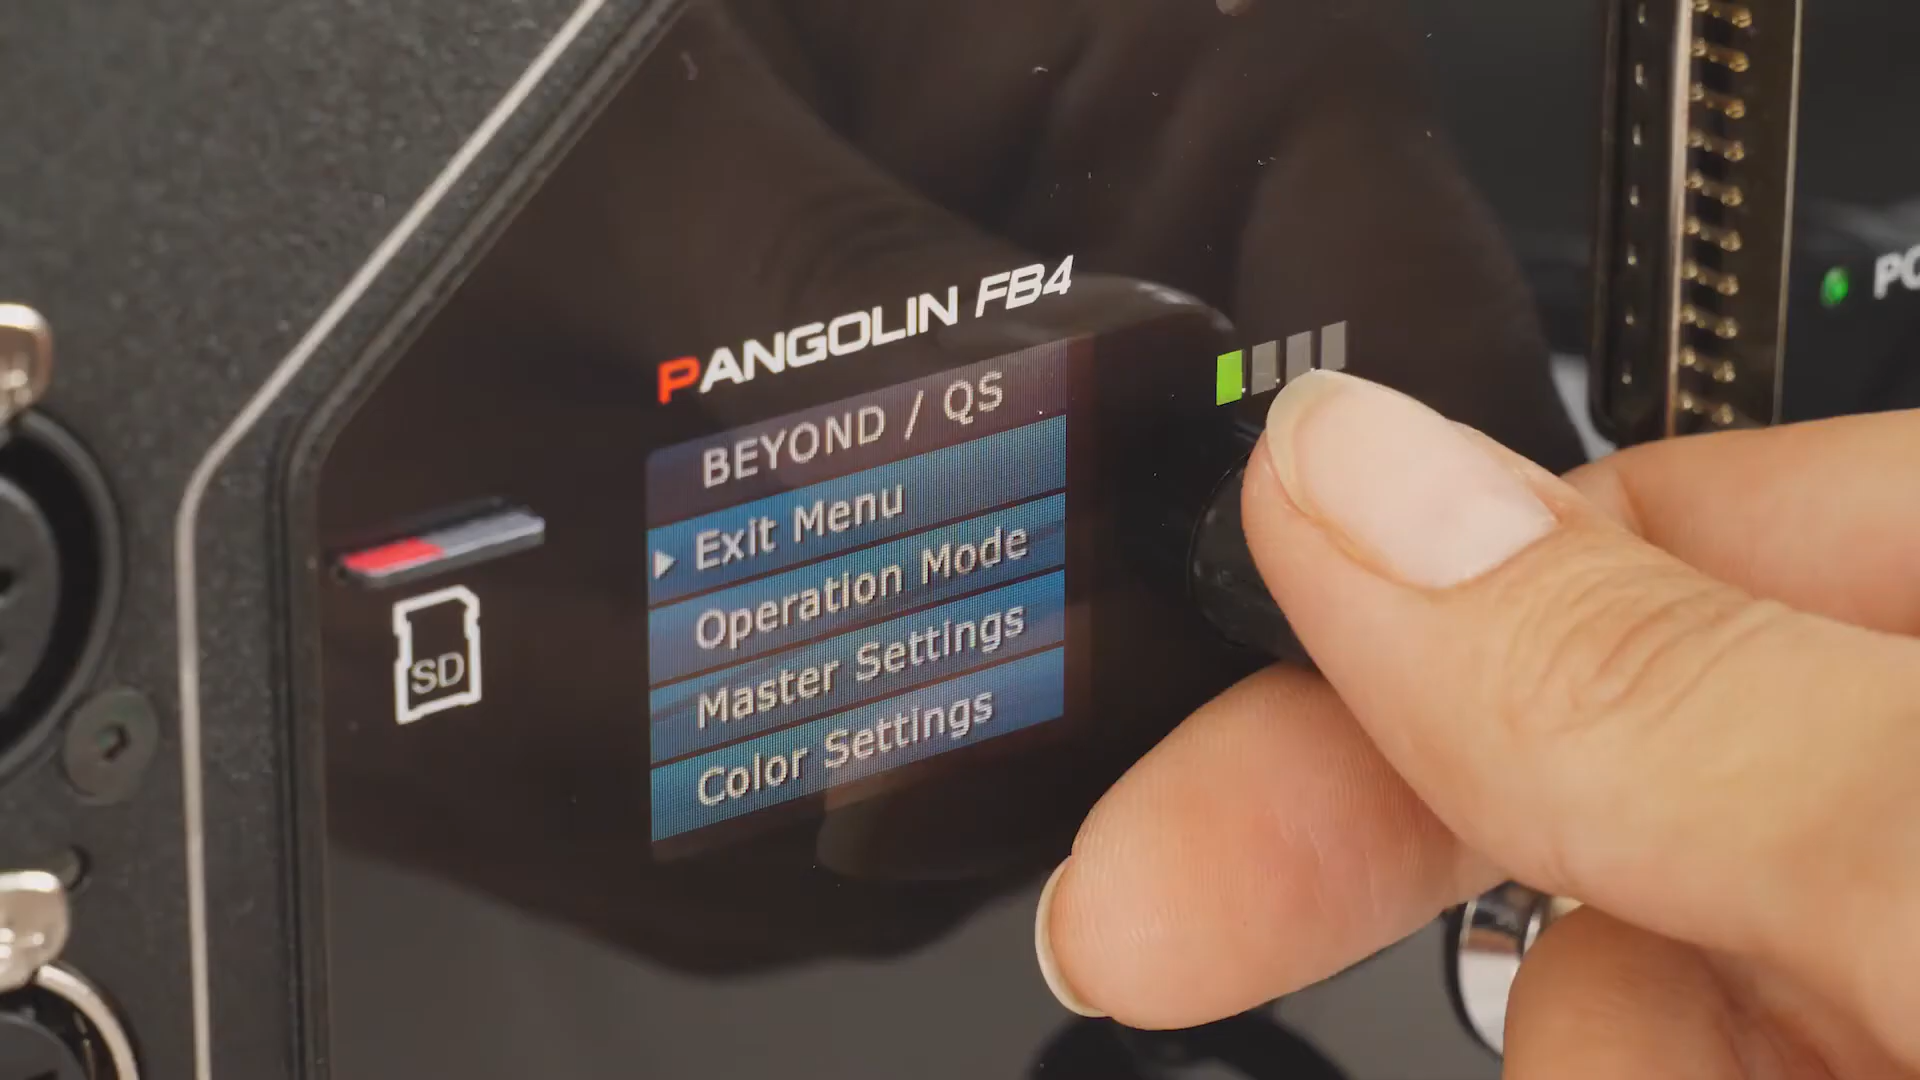 PANGOLIN FB4
BEYOND / QS
Exit Menu
Operation Mode
Master Settings
Color Settings
SD